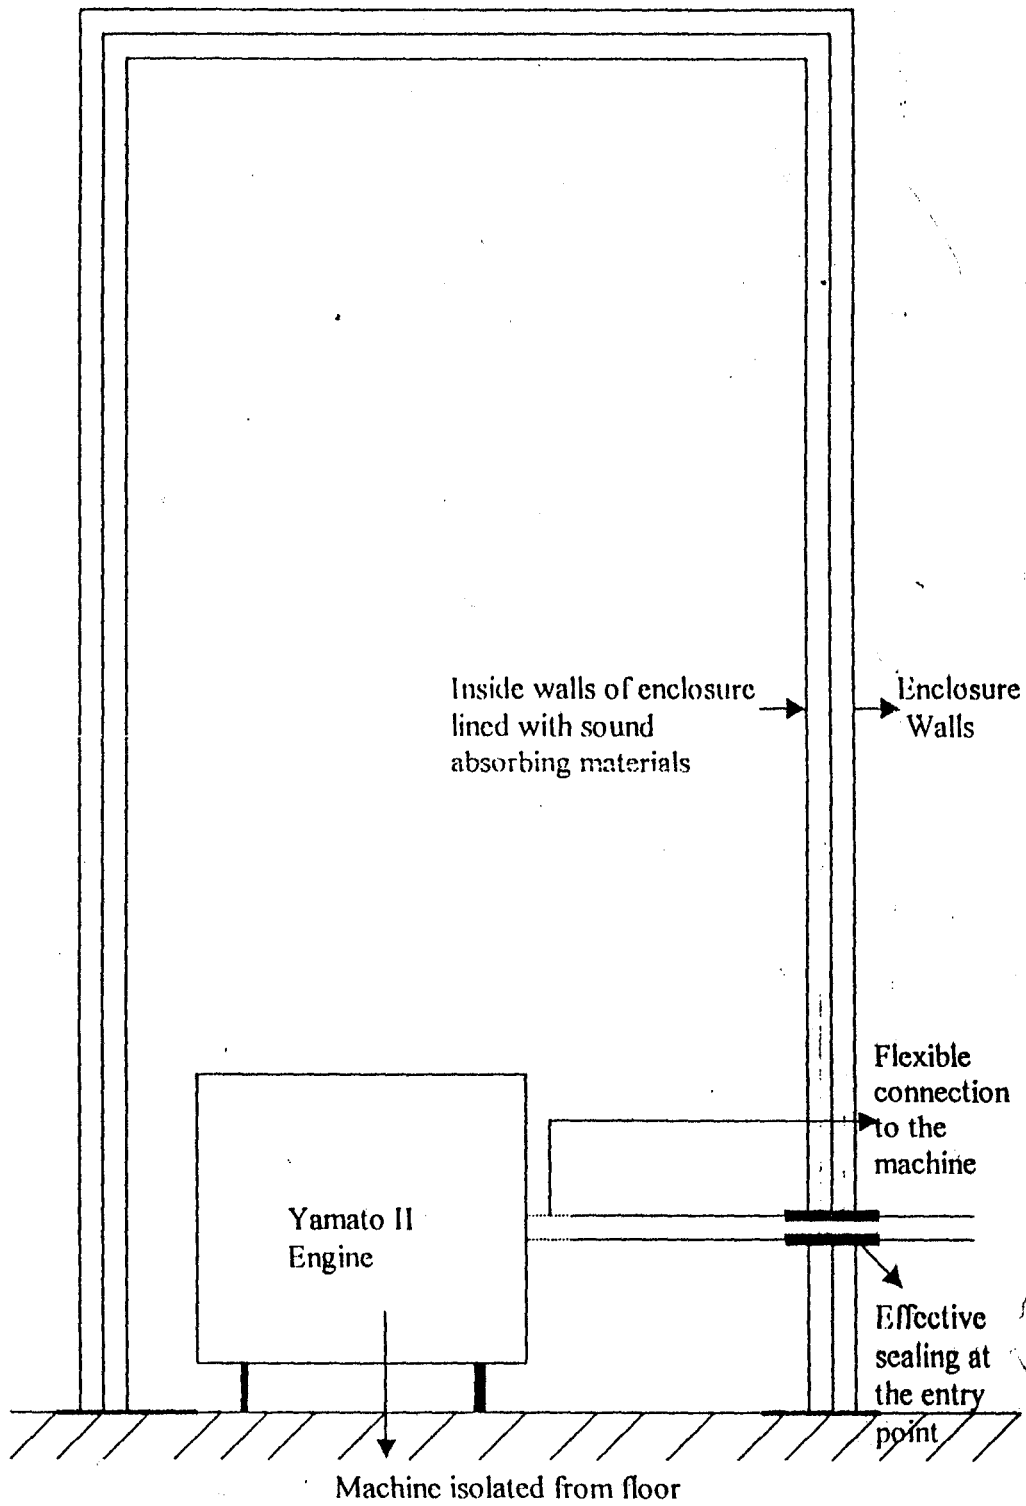 Inside walls of enclosure
lined with sound
absorbing materials
Enclosure
Walls
Flexible
connection
to the
machine
Yamato II
Engine
Effective
sealing at
the entry
point
Machine isolated from floor